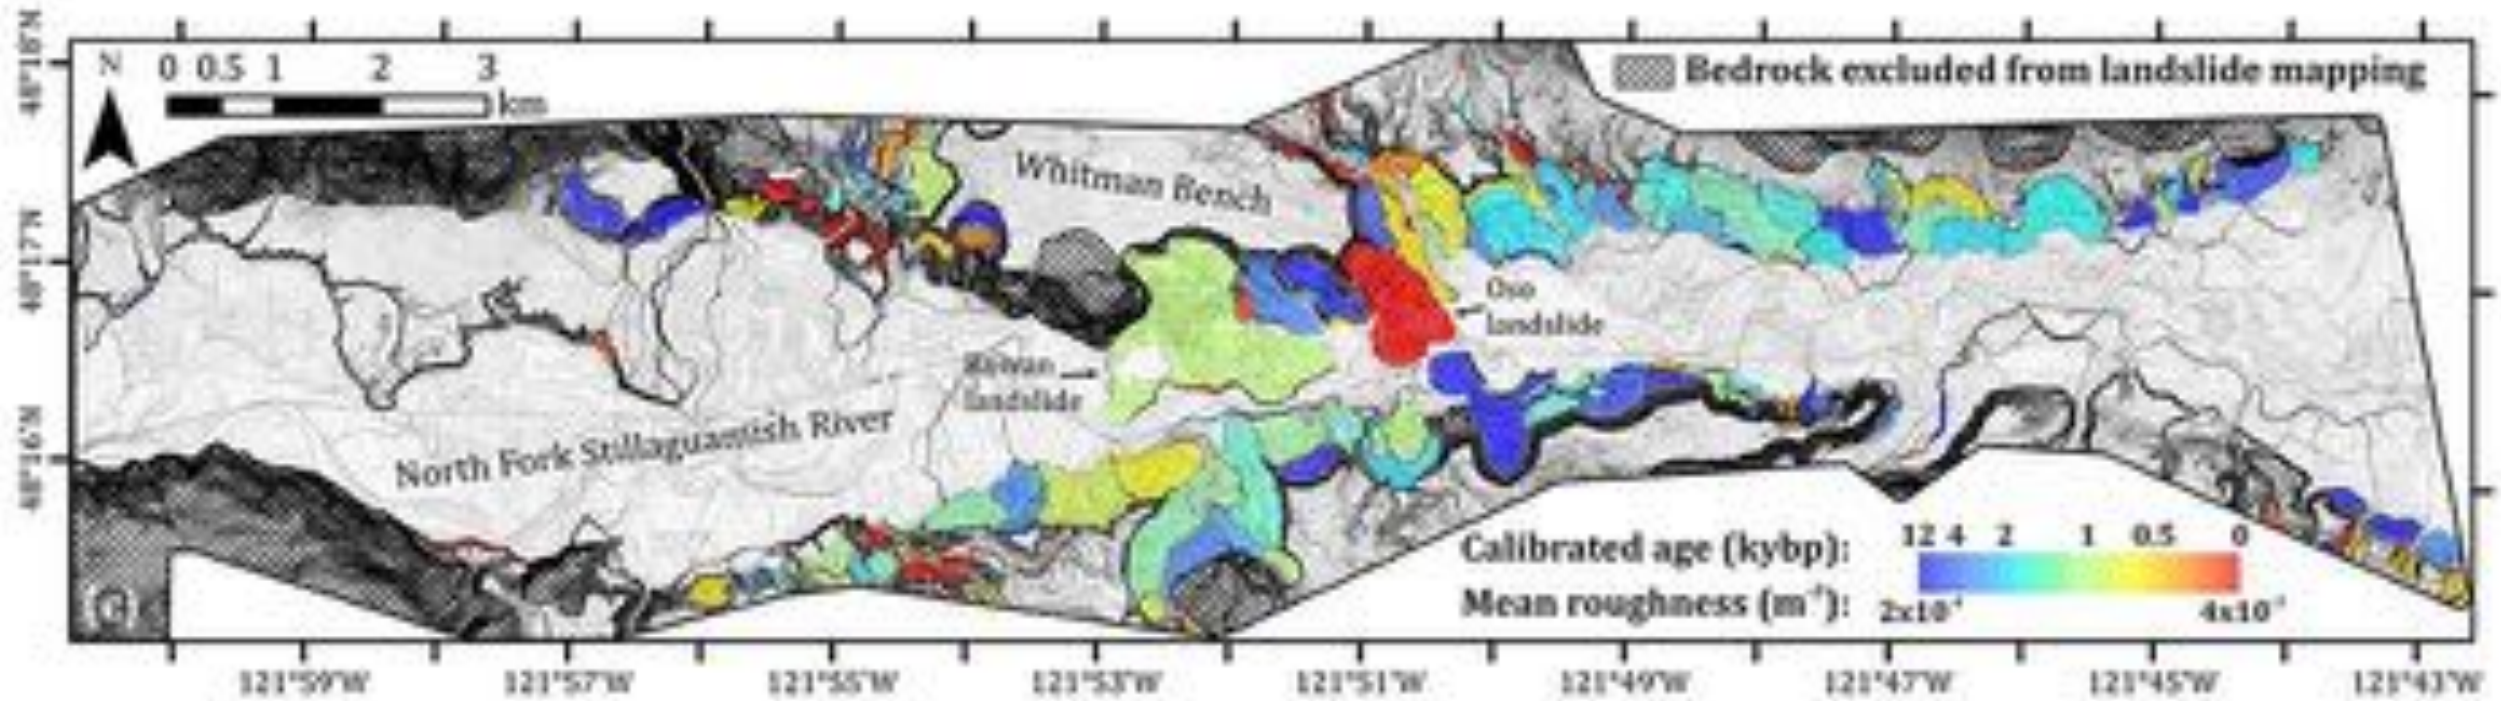 48°18'N
N 0 0.5 1 2 3
km
Bedrock excluded from landslide mapping
Whitman Bench
48°17'N
Oso
landslide
Rowan
landslide
North Fork Stillaguamish River
48°16'N
Calibrated age (kybp): 12 4 2 1 0.5 0
Mean roughness (m⁻¹):
121°59'W 121°57'W 121°55'W 121°53'W 121°51'W 121°49'W 121°47'W 121°45'W 121°43'W